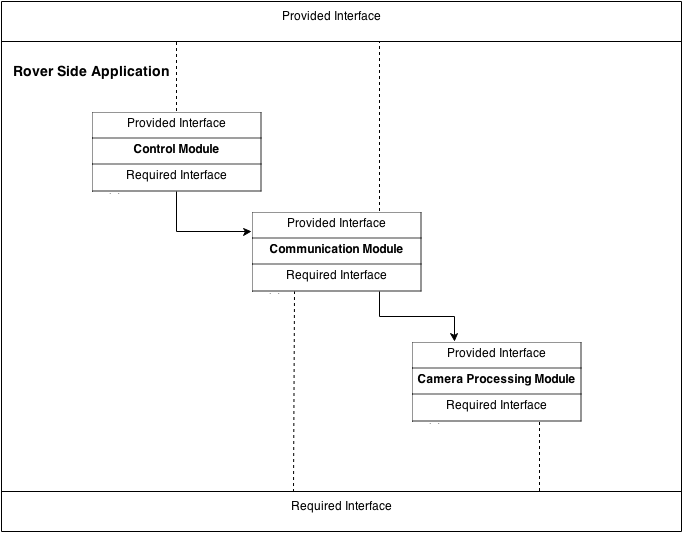 Provided Interface
Rover Side Application
Provided Interface
Control Module
Required Interface
Provided Interface
Communication Module
Required Interface
Provided Interface
Camera Processing Module
Required Interface
Required Interface